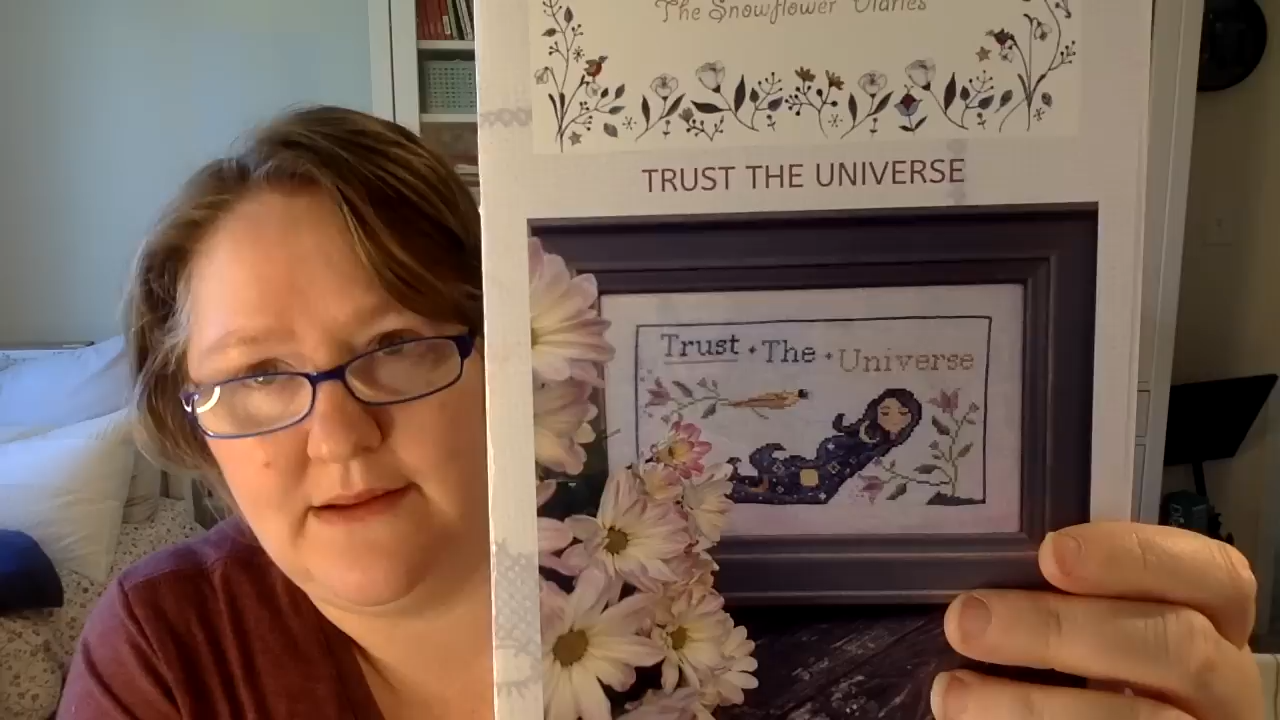 The Snowflower Diaries
TRUST THE UNIVERSE
Trust • The • Universe